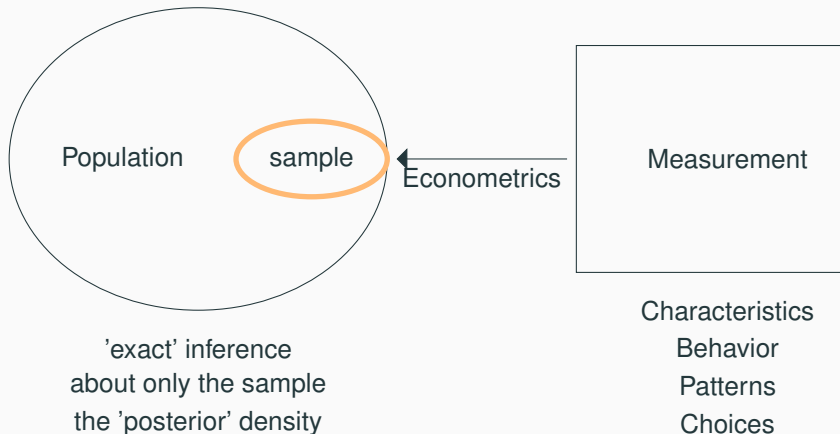 Population
sample
Econometrics
Measurement
’exact’ inference
about only the sample
the ’posterior’ density
Characteristics
Behavior
Patterns
Choices